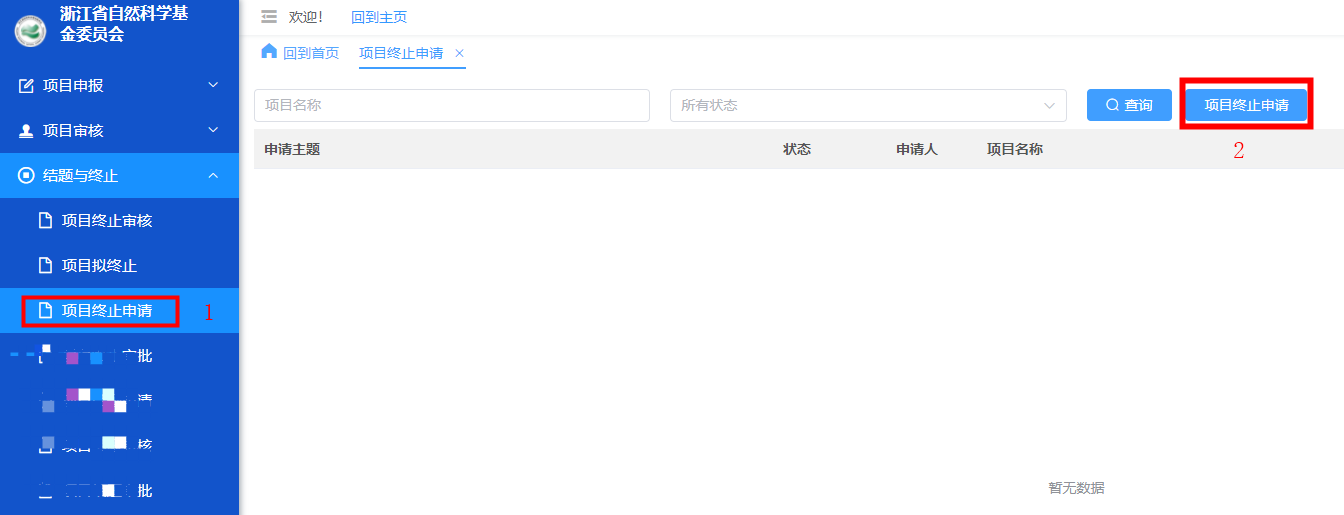 浙江省自然科学基
金委员会
项目申报
项目审核
结题与终止
项目终止审核
项目拟终止
项目终止申请
1
批
请
核
批
欢迎！ 回到主页
回到首页 项目终止申请 ×
项目名称 所有状态 查询 项目终止申请
申请主题 状态 申请人 项目名称 2
暂无数据